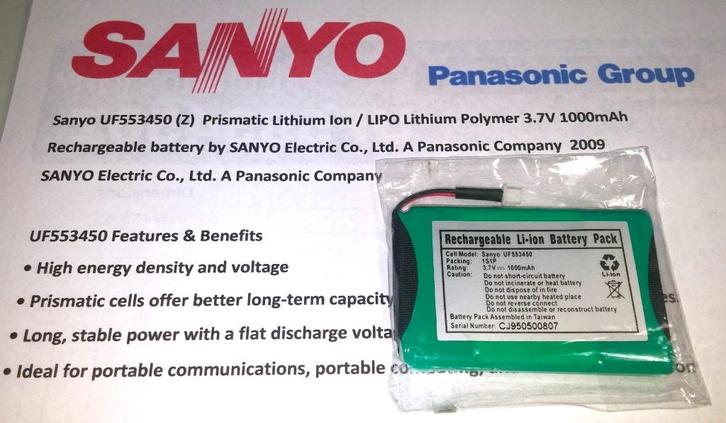 SANYO
Panasonic Group
Sanyo UF553450 (Z) Prismatic Lithium Ion / LIPO Lithium Polymer 3.7V 1000mAh
Rechargeable battery by SANYO Electric Co., Ltd. A Panasonic Company 2009
SANYO Electric Co., Ltd. A Panasonic Company
UF553450 Features & Benefits
• High energy density and voltage
• Prismatic cells offer better long-term capacity
• Long, stable power with a flat discharge volta
• Ideal for portable communications, portable
Rechargeable Li-ion Battery Pack
Cell Model: Sanyo UF553450
Packing: 1S1P
Rating: 3.7V⎓ 1000mAh
Caution: Do not short-circuit battery
Do not incinerate or heat battery
Do not dispose of in fire
Do not use nearby heated place
Do not reverse connect
Do not disassemble or reconstruct battery
Battery Pack Assembled in Taiwan
Serial Number: CJ950500807
Li-ion